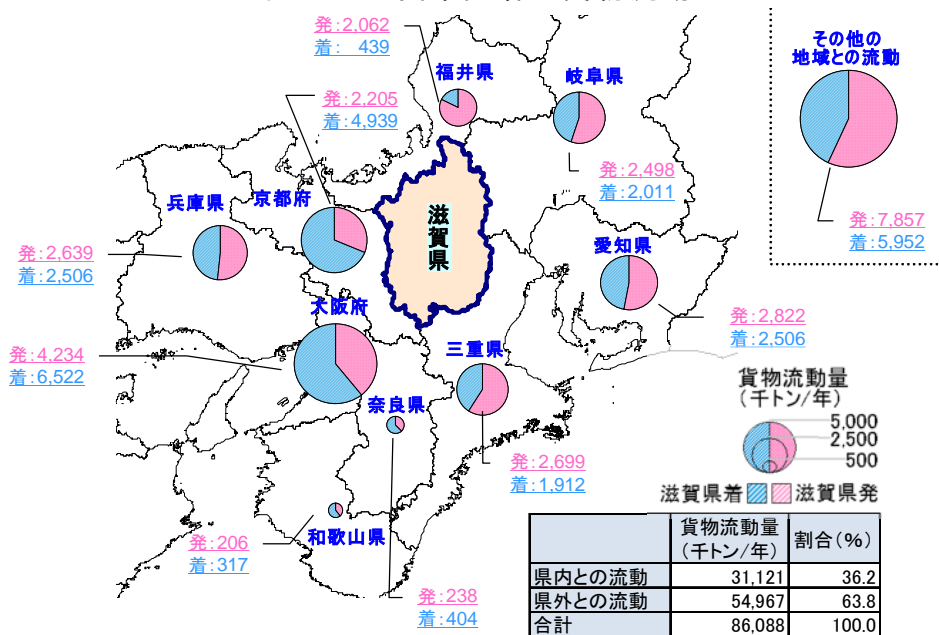 発:2,062
着: 439
福井県
岐阜県
その他の
地域との流動
発:2,205
着:4,939
発:2,498
着:2,011
兵庫県
京都府
滋賀県
愛知県
発:7,857
着:5,952
発:2,639
着:2,506
大阪府
発:2,822
着:2,506
発:4,234
着:6,522
三重県
奈良県
貨物流動量
(千トン/年)
5,000
2,500
500
発:2,699
着:1,912
滋賀県着 滋賀県発
和歌山県
発:206
着:317
発:238
着:404
貨物流動量
(千トン/年) 割合(%)
県内との流動 31,121 36.2
県外との流動 54,967 63.8
合計 86,088 100.0